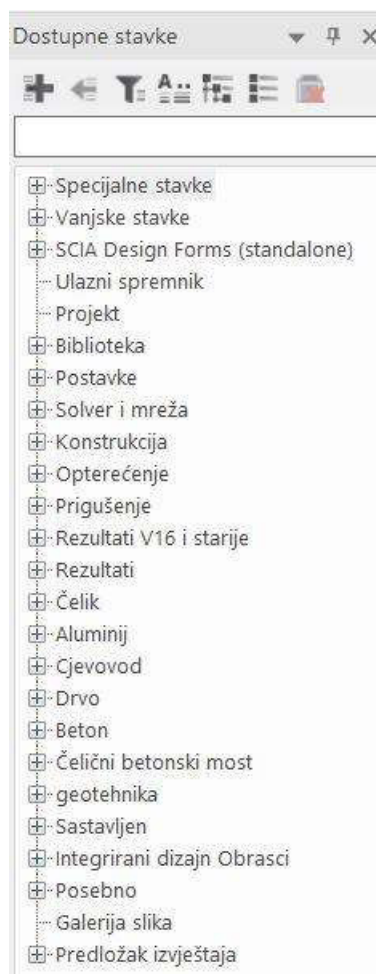 Dostupne stavke
Specijalne stavke
Vanjske stavke
SCIA Design Forms (standalone)
Ulazni spremnik
Projekt
Biblioteka
Postavke
Solver i mreža
Konstrukcija
Opterećenje
Prigušenje
Rezultati V16 i starije
Rezultati
Čelik
Aluminij
Cjevovod
Drvo
Beton
Čelični betonski most
geotehnika
Sastavljen
Integrirani dizajn Obrasci
Posebno
Galerija slika
Predložak izvještaja